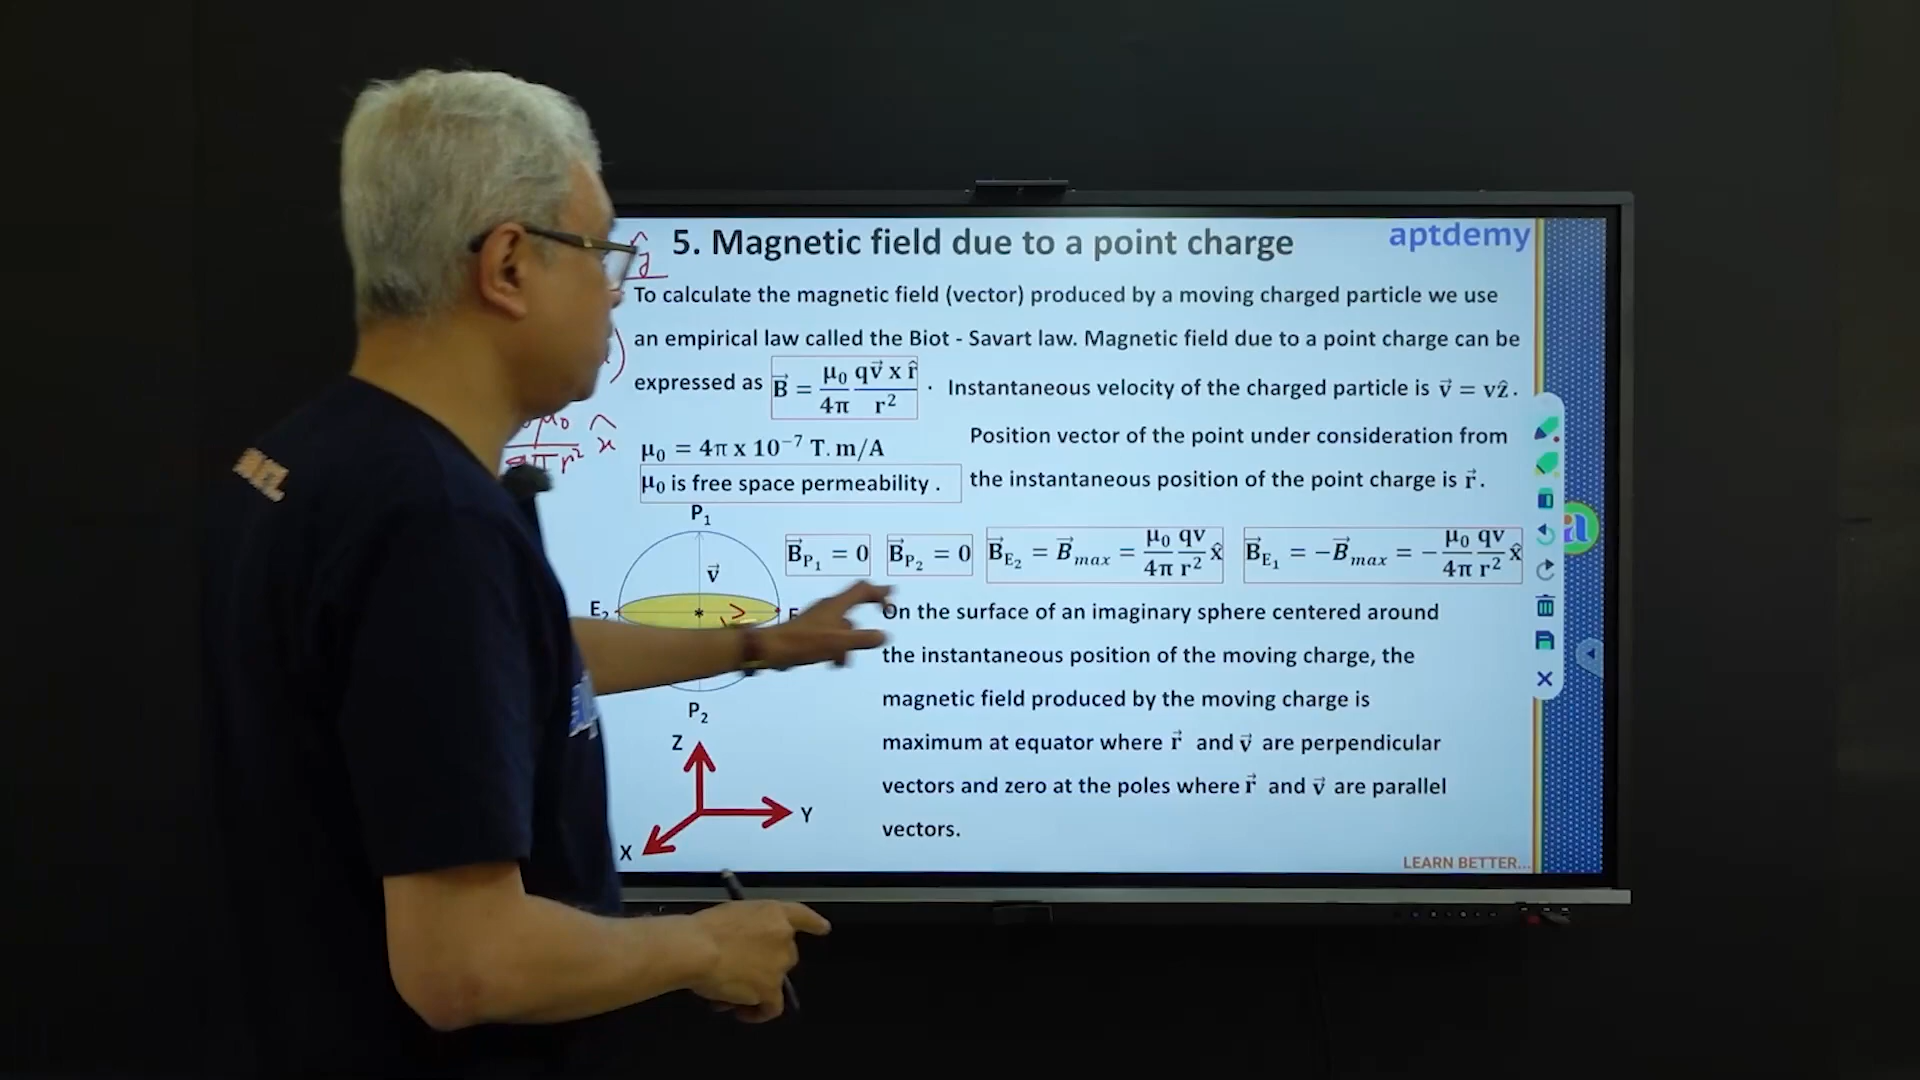 5. Magnetic field due to a point charge
aptdemy
To calculate the magnetic field (vector) produced by a moving charged particle we use
an empirical law called the Biot - Savart law. Magnetic field due to a point charge can be
expressed as B⃗ = μ₀/4π qv⃗ x r̂/r² . Instantaneous velocity of the charged particle is v⃗ = vẑ.
μ₀ = 4π x 10⁻⁷ T.m/A
μ₀ is free space permeability .
Position vector of the point under consideration from
the instantaneous position of the point charge is r⃗.
P₁
v⃗
E₂
P₂
B⃗P₁ = 0
B⃗P₂ = 0
B⃗E₂ = B⃗max = μ₀/4π qv/r² x̂
B⃗E₁ = −B⃗max = − μ₀/4π qv/r² x̂
On the surface of an imaginary sphere centered around
the instantaneous position of the moving charge, the
magnetic field produced by the moving charge is
maximum at equator where r⃗ and v⃗ are perpendicular
vectors and zero at the poles where r⃗ and v⃗ are parallel
vectors.
Z
Y
X
LEARN BETTER...